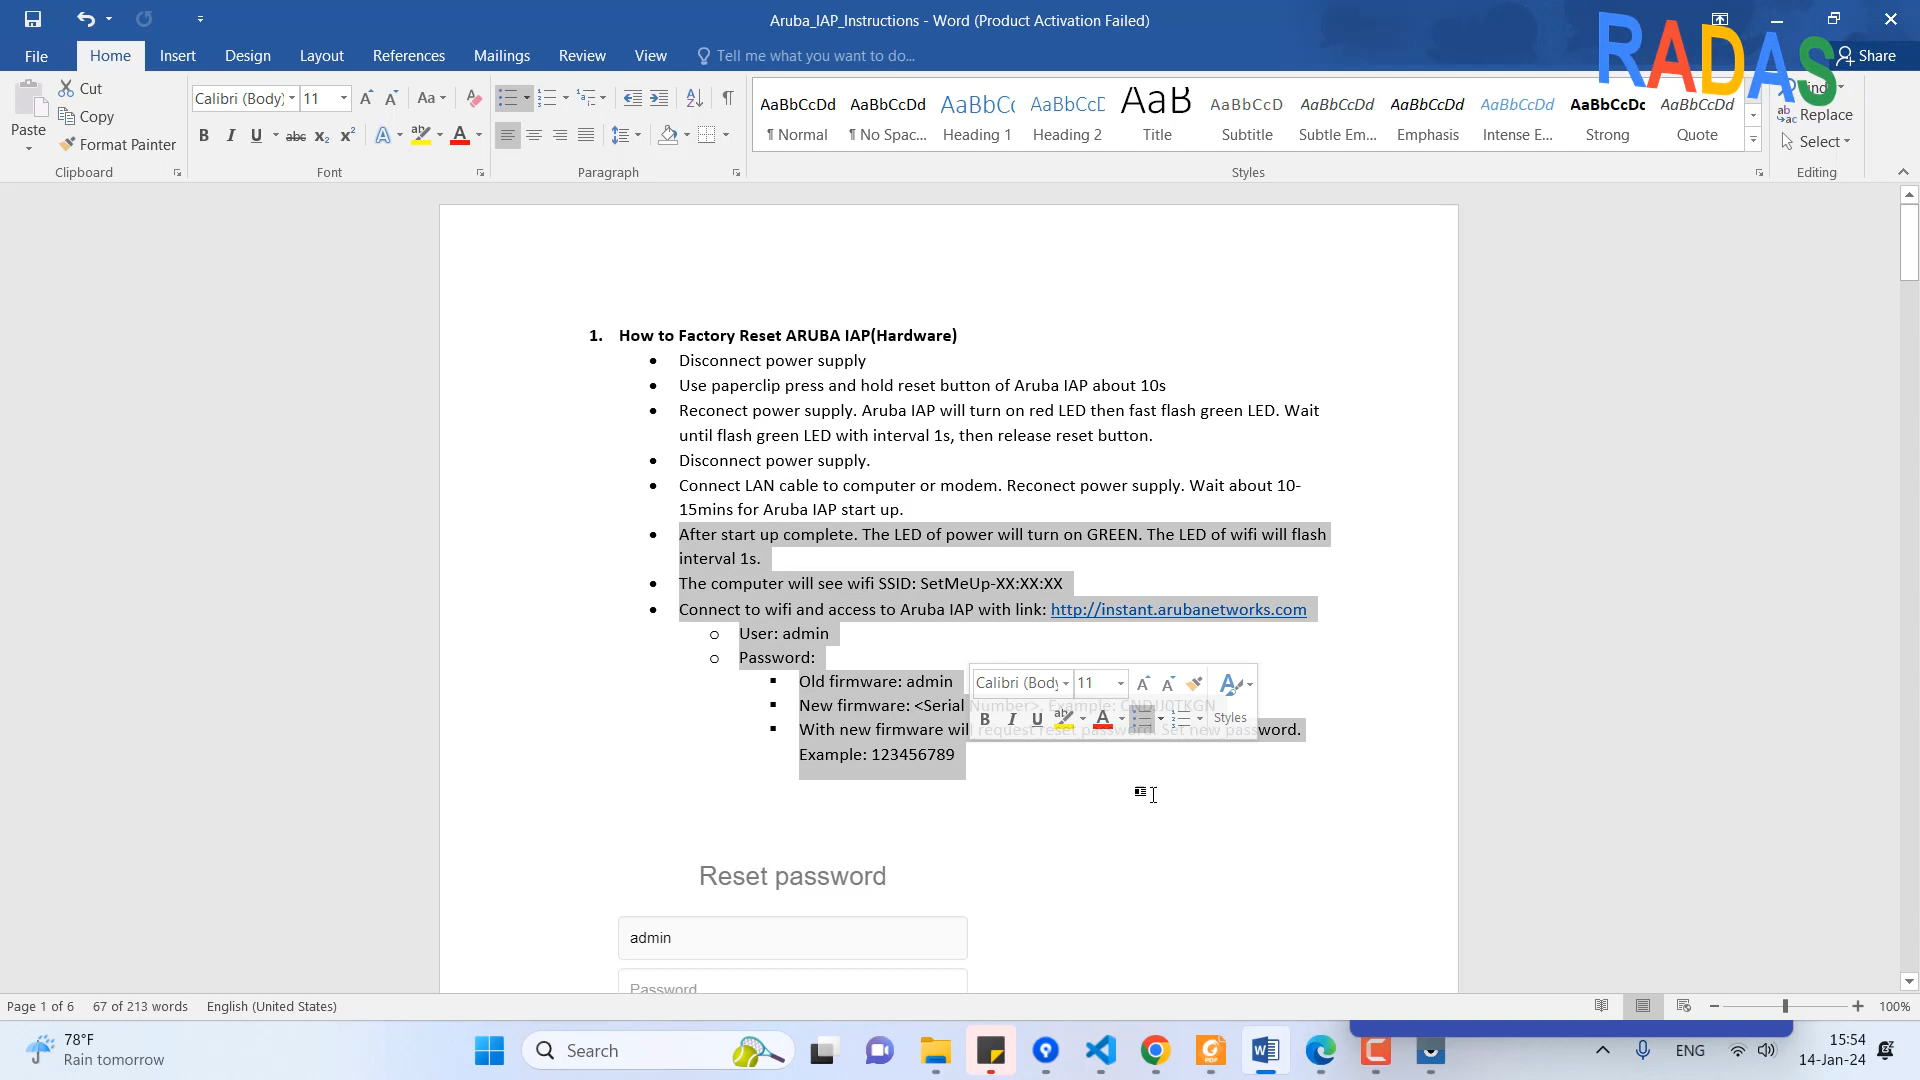 Aruba_IAP_Instructions - Word (Product Activation Failed)
RADAS
File Home Insert Design Layout References Mailings Review View Tell me what you want to do... Share
Paste
Cut
Copy
Format Painter
Clipboard
Calibri (Body) 11
Font
Paragraph
AaBbCcDd AaBbCcDd AaBbCc AaBbCcD AaB AaBbCcD AaBbCcDd AaBbCcDd AaBbCcDd AaBbCcDc AaBbCcDd
¶ Normal ¶ No Spac... Heading 1 Heading 2 Title Subtitle Subtle Em... Emphasis Intense E... Strong Quote
Styles
Find
Replace
Select
Editing
1. How to Factory Reset ARUBA IAP(Hardware)
• Disconnect power supply
• Use paperclip press and hold reset button of Aruba IAP about 10s
• Reconect power supply. Aruba IAP will turn on red LED then fast flash green LED. Wait
until flash green LED with interval 1s, then release reset button.
• Disconnect power supply.
• Connect LAN cable to computer or modem. Reconect power supply. Wait about 10-
15mins for Aruba IAP start up.
• After start up complete. The LED of power will turn on GREEN. The LED of wifi will flash
interval 1s.
• The computer will see wifi SSID: SetMeUp-XX:XX:XX
• Connect to wifi and access to Aruba IAP with link: http://instant.arubanetworks.com
o User: admin
o Password:
▪ Old firmware: admin
▪ New firmware: <Serial Number>. Example:
▪ With new firmware will request reset password. Set new password.
Example: 123456789
Calibri (Body 11
Styles
Reset password
admin
Password
Page 1 of 6 67 of 213 words English (United States) 100%
78°F
Rain tomorrow
Search
ENG
15:54
14-Jan-24